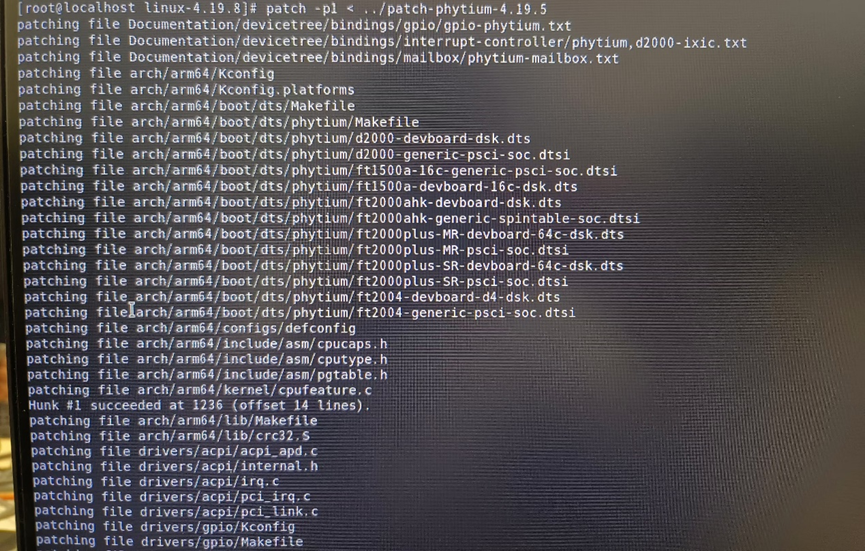 [root@localhost linux-4.19.8]# patch -p1 < ../patch-phytium-4.19.5
patching file Documentation/devicetree/bindings/gpio/gpio-phytium.txt
patching file Documentation/devicetree/bindings/interrupt-controller/phytium,d2000-ixic.txt
patching file Documentation/devicetree/bindings/mailbox/phytium-mailbox.txt
patching file arch/arm64/Kconfig
patching file arch/arm64/Kconfig.platforms
patching file arch/arm64/boot/dts/Makefile
patching file arch/arm64/boot/dts/phytium/Makefile
patching file arch/arm64/boot/dts/phytium/d2000-devboard-dsk.dts
patching file arch/arm64/boot/dts/phytium/d2000-generic-psci-soc.dtsi
patching file arch/arm64/boot/dts/phytium/ft1500a-16c-generic-psci-soc.dtsi
patching file arch/arm64/boot/dts/phytium/ft1500a-devboard-16c-dsk.dts
patching file arch/arm64/boot/dts/phytium/ft2000ahk-devboard-dsk.dts
patching file arch/arm64/boot/dts/phytium/ft2000ahk-generic-spintable-soc.dtsi
patching file arch/arm64/boot/dts/phytium/ft2000plus-MR-devboard-64c-dsk.dts
patching file arch/arm64/boot/dts/phytium/ft2000plus-MR-psci-soc.dtsi
patching file arch/arm64/boot/dts/phytium/ft2000plus-SR-devboard-64c-dsk.dts
patching file arch/arm64/boot/dts/phytium/ft2000plus-SR-psci-soc.dtsi
patching file arch/arm64/boot/dts/phytium/ft2004-devboard-d4-dsk.dts
patching file arch/arm64/boot/dts/phytium/ft2004-generic-psci-soc.dtsi
patching file arch/arm64/configs/defconfig
patching file arch/arm64/include/asm/cpucaps.h
patching file arch/arm64/include/asm/cputype.h
patching file arch/arm64/include/asm/pgtable.h
patching file arch/arm64/kernel/cpufeature.c
Hunk #1 succeeded at 1236 (offset 14 lines).
patching file arch/arm64/lib/Makefile
patching file arch/arm64/lib/crc32.S
patching file drivers/acpi/acpi_apd.c
patching file drivers/acpi/internal.h
patching file drivers/acpi/irq.c
patching file drivers/acpi/pci_irq.c
patching file drivers/acpi/pci_link.c
patching file drivers/gpio/Kconfig
patching file drivers/gpio/Makefile